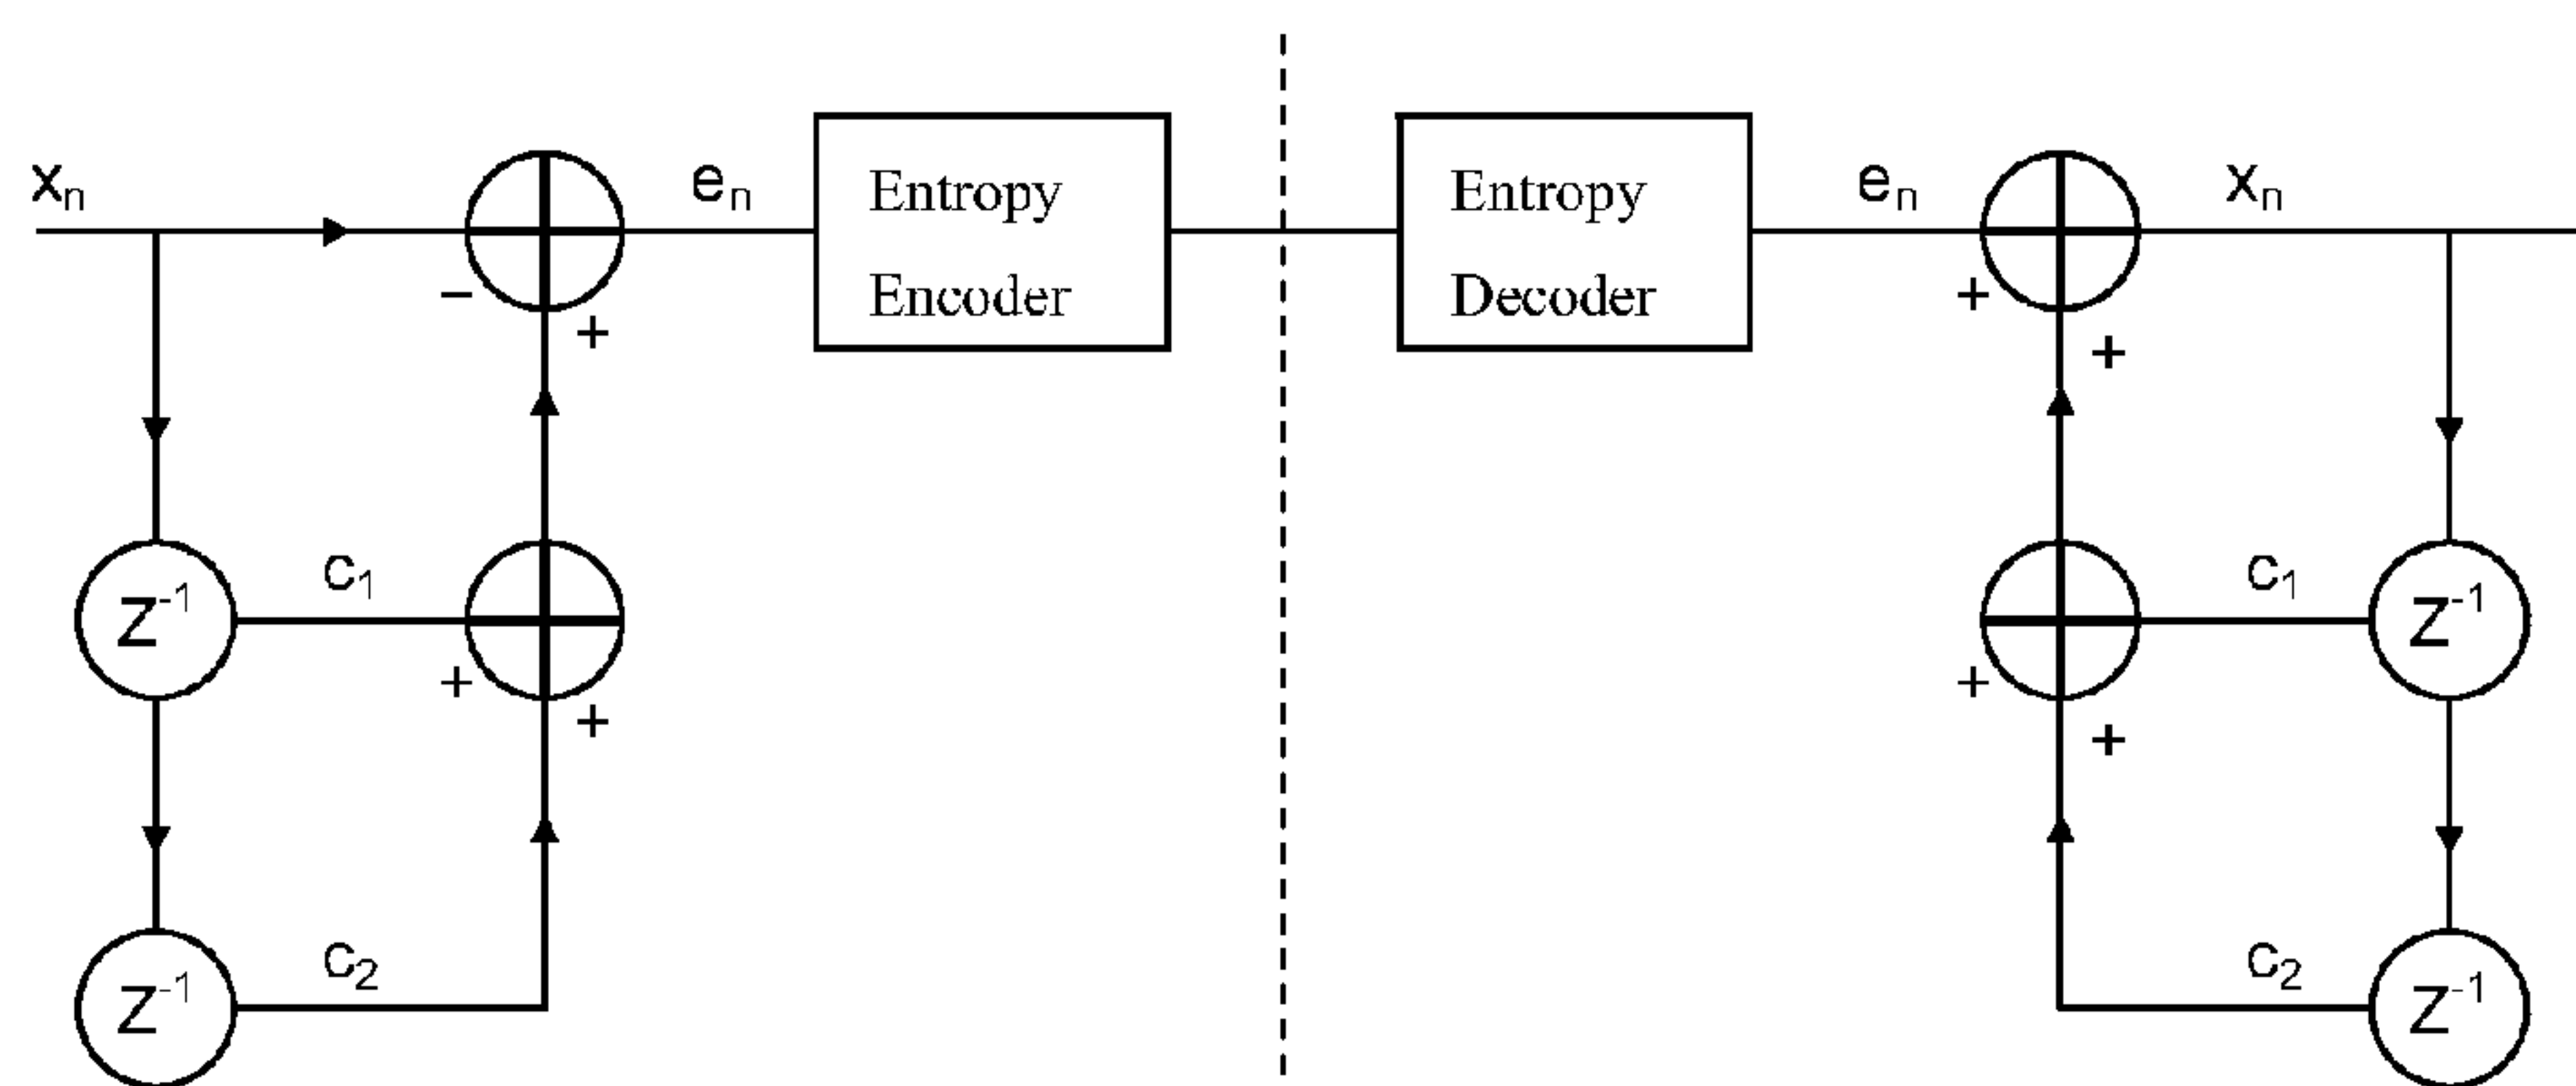 xₙ
eₙ
Entropy
Encoder
Entropy
Decoder
eₙ
xₙ
−
+
+
+
c₁
c₁
Z⁻¹
Z⁻¹
+
+
+
+
c₂
c₂
Z⁻¹
Z⁻¹